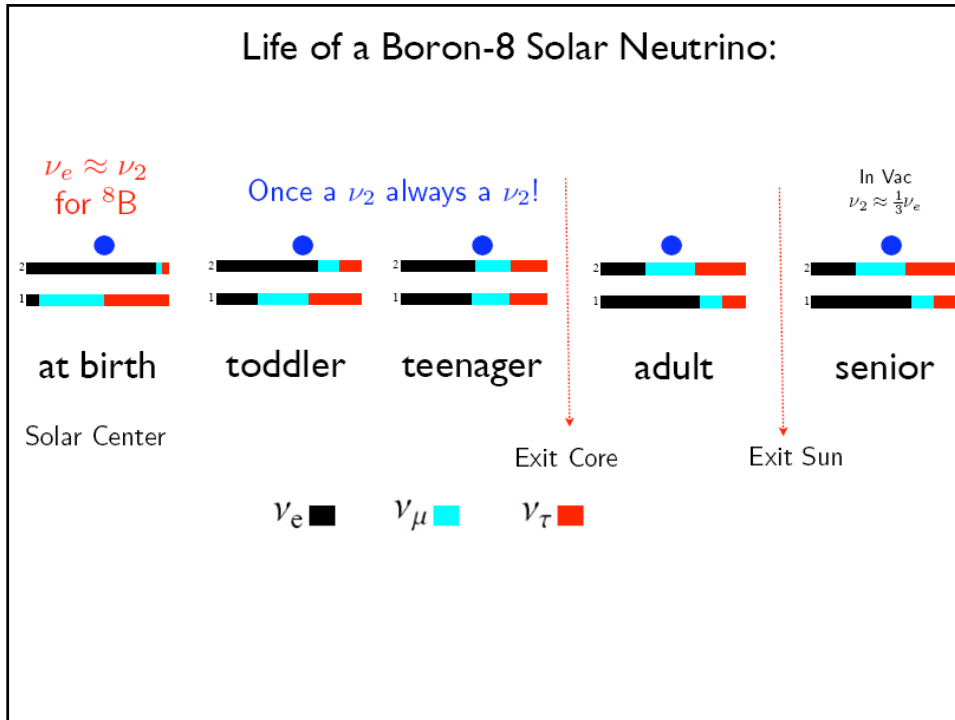 Life of a Boron-8 Solar Neutrino:
νₑ ≈ ν₂
for ⁸B
Once a ν₂ always a ν₂!
In Vac
ν₂ ≈ ⅓νₑ
2
2
2
2
2
1
1
1
1
1
at birth
toddler
teenager
adult
senior
Solar Center
Exit Core
Exit Sun
νₑ
ν_μ
ν_τ